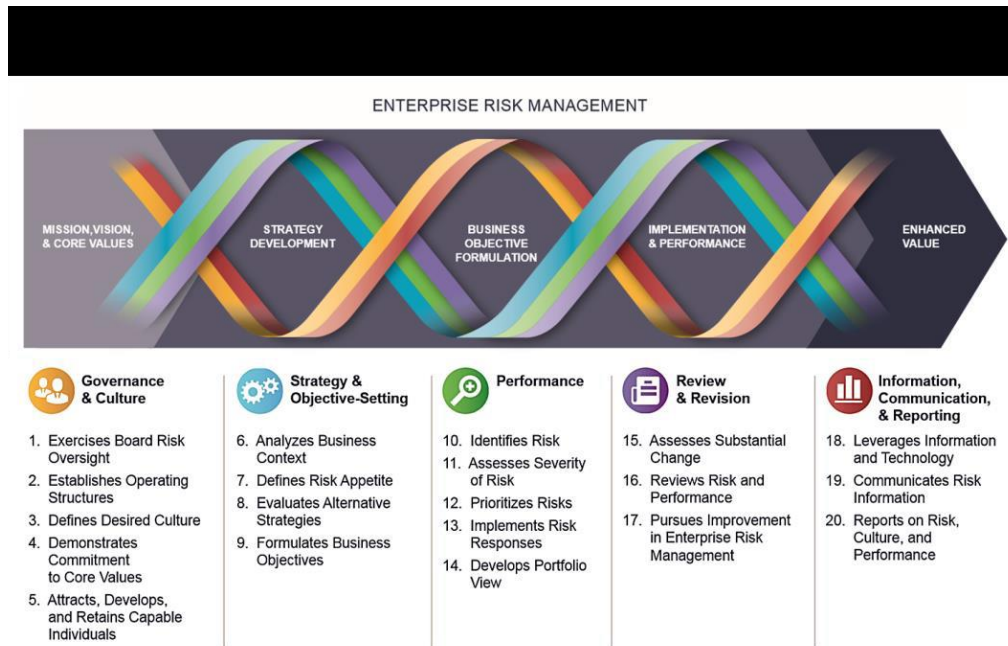 ENTERPRISE RISK MANAGEMENT
MISSION,VISION,
& CORE VALUES
STRATEGY
DEVELOPMENT
BUSINESS
OBJECTIVE
FORMULATION
IMPLEMENTATION
& PERFORMANCE
ENHANCED
VALUE
Governance
& Culture
1. Exercises Board Risk
Oversight
2. Establishes Operating
Structures
3. Defines Desired Culture
4. Demonstrates
Commitment
to Core Values
5. Attracts, Develops,
and Retains Capable
Individuals
Strategy &
Objective-Setting
6. Analyzes Business
Context
7. Defines Risk Appetite
8. Evaluates Alternative
Strategies
9. Formulates Business
Objectives
Performance
10. Identifies Risk
11. Assesses Severity
of Risk
12. Prioritizes Risks
13. Implements Risk
Responses
14. Develops Portfolio
View
Review
& Revision
15. Assesses Substantial
Change
16. Reviews Risk and
Performance
17. Pursues Improvement
in Enterprise Risk
Management
Information,
Communication,
& Reporting
18. Leverages Information
and Technology
19. Communicates Risk
Information
20. Reports on Risk,
Culture, and
Performance